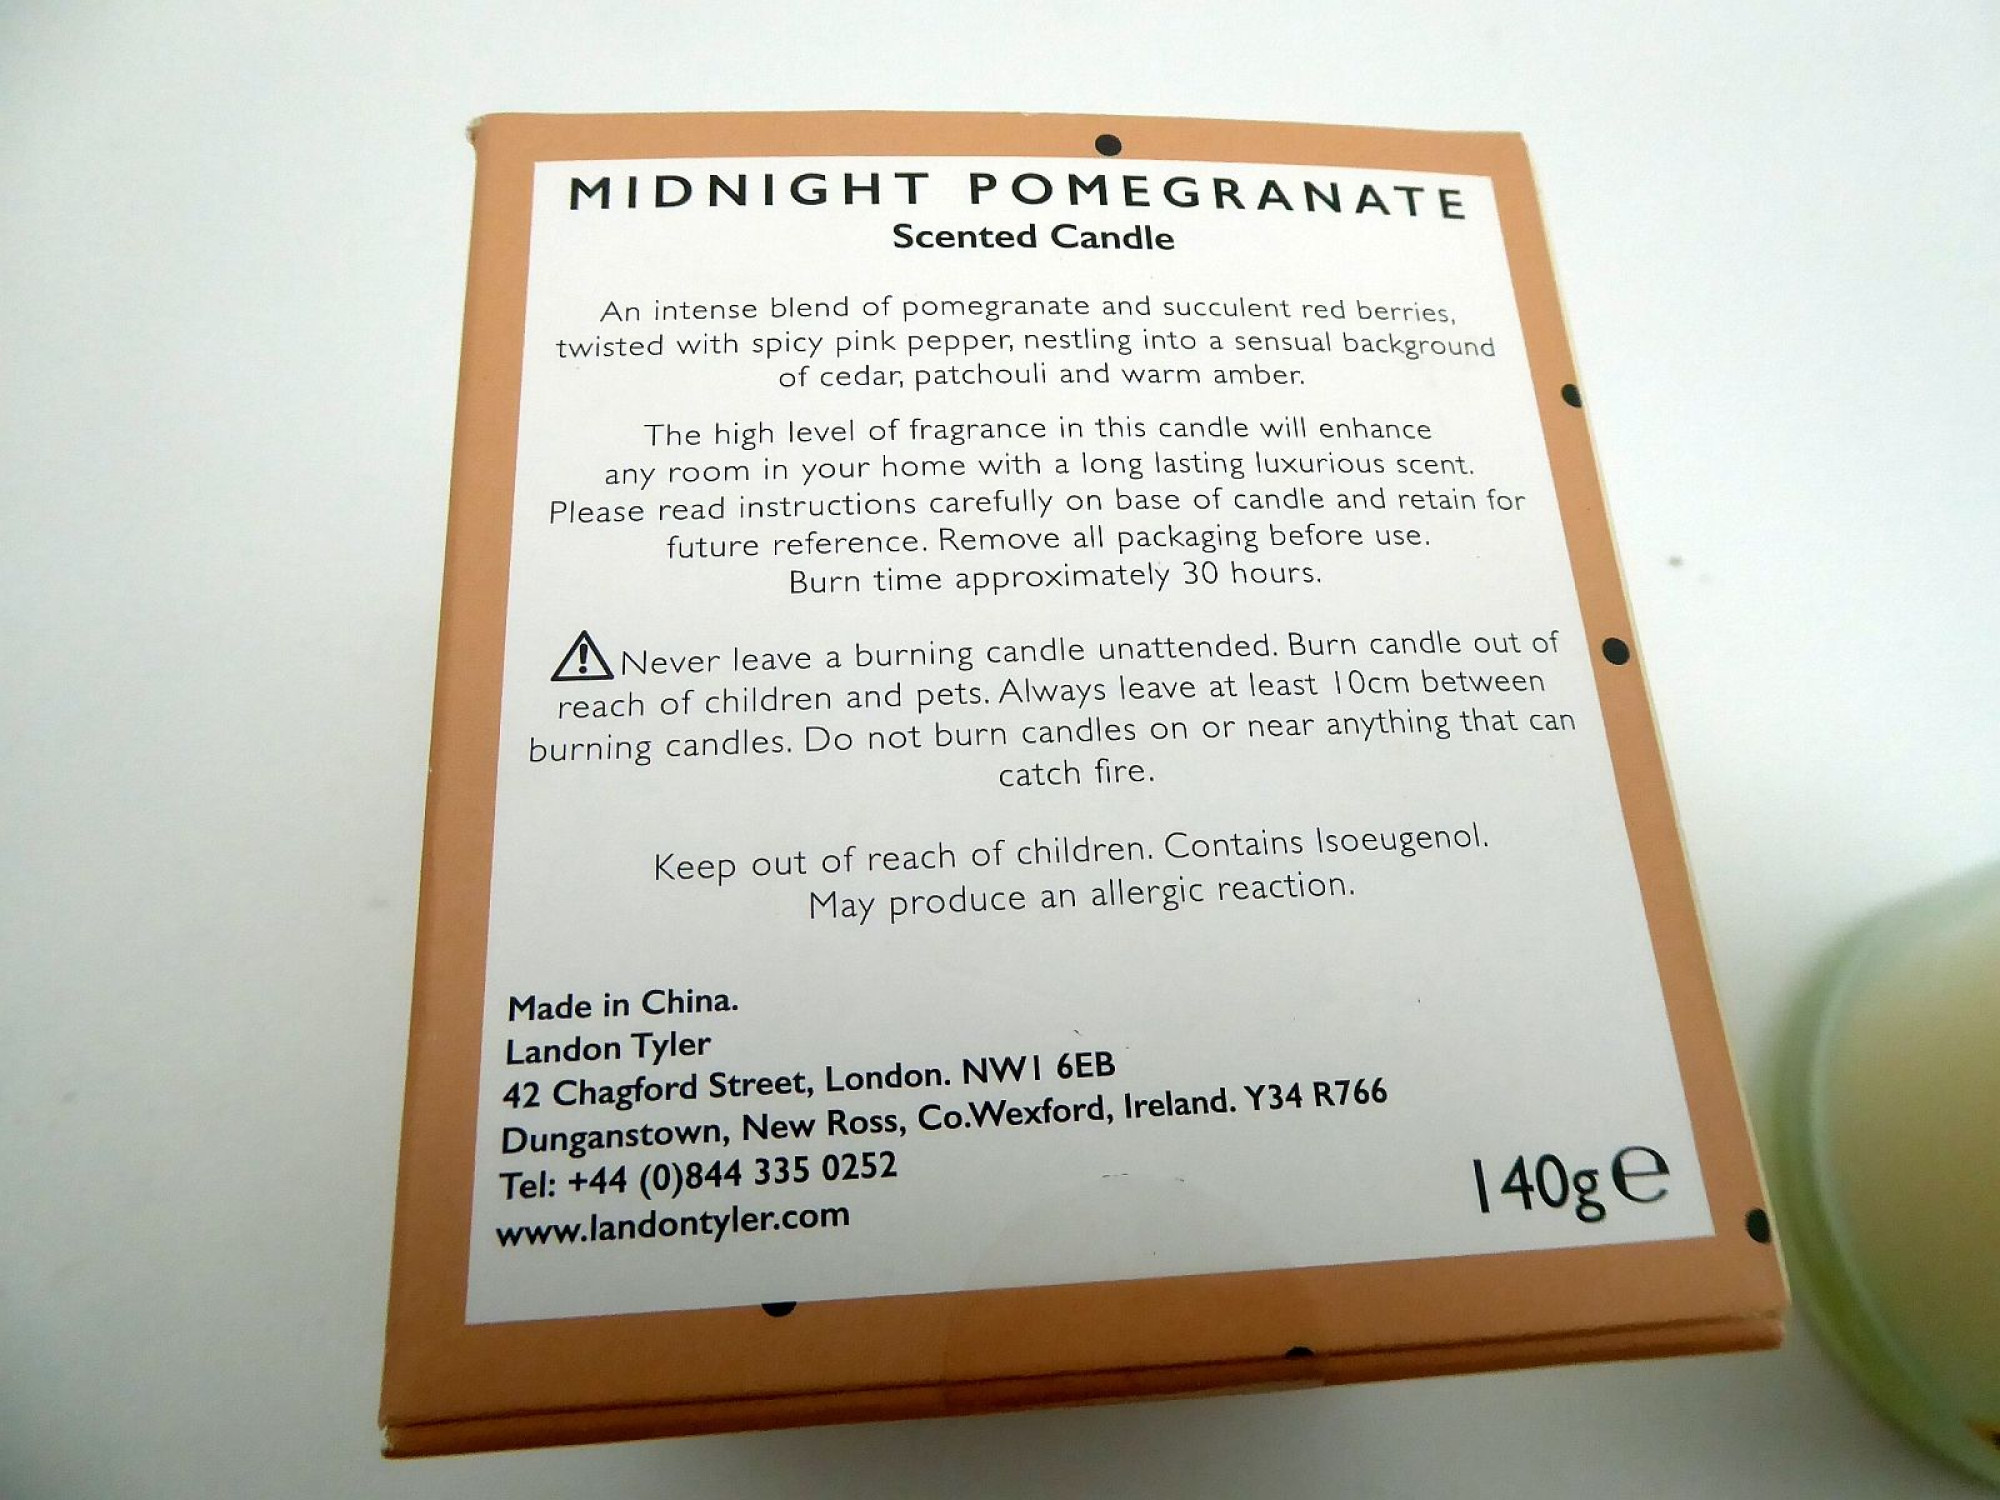 MIDNIGHT POMEGRANATE
Scented Candle
An intense blend of pomegranate and succulent red berries,
twisted with spicy pink pepper, nestling into a sensual background
of cedar, patchouli and warm amber.
The high level of fragrance in this candle will enhance
any room in your home with a long lasting luxurious scent.
Please read instructions carefully on base of candle and retain for
future reference. Remove all packaging before use.
Burn time approximately 30 hours.
Never leave a burning candle unattended. Burn candle out of
reach of children and pets. Always leave at least 10cm between
burning candles. Do not burn candles on or near anything that can
catch fire.
Keep out of reach of children. Contains Isoeugenol.
May produce an allergic reaction.
Made in China.
Landon Tyler
42 Chagford Street, London. NW1 6EB
Dunganstown, New Ross, Co.Wexford, Ireland. Y34 R766
Tel: +44 (0)844 335 0252
www.landontyler.com
140g e